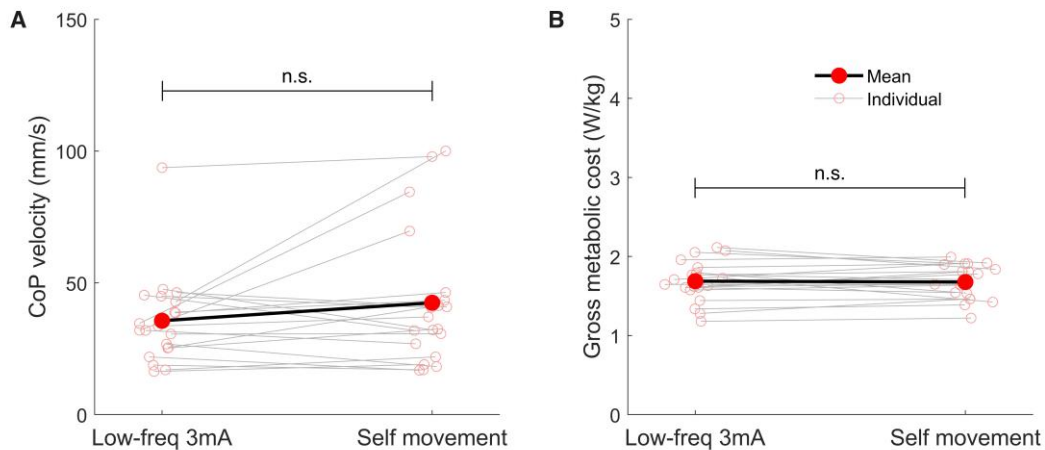 A
CoP velocity (mm/s)
150
100
50
0
n.s.
Low-freq 3mA
Self movement
B
Gross metabolic cost (W/kg)
5
4
3
2
1
0
Mean
Individual
n.s.
Low-freq 3mA
Self movement